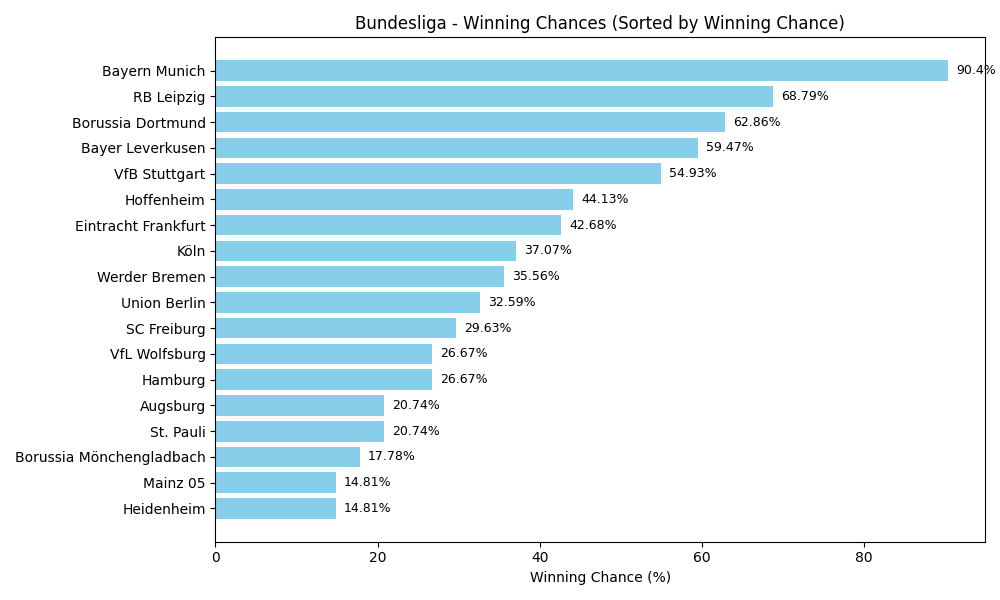 Bundesliga - Winning Chances (Sorted by Winning Chance)
Bayern Munich 90.4%
RB Leipzig 68.79%
Borussia Dortmund 62.86%
Bayer Leverkusen 59.47%
VfB Stuttgart 54.93%
Hoffenheim 44.13%
Eintracht Frankfurt 42.68%
Köln 37.07%
Werder Bremen 35.56%
Union Berlin 32.59%
SC Freiburg 29.63%
VfL Wolfsburg 26.67%
Hamburg 26.67%
Augsburg 20.74%
St. Pauli 20.74%
Borussia Mönchengladbach 17.78%
Mainz 05 14.81%
Heidenheim 14.81%
0 20 40 60 80
Winning Chance (%)